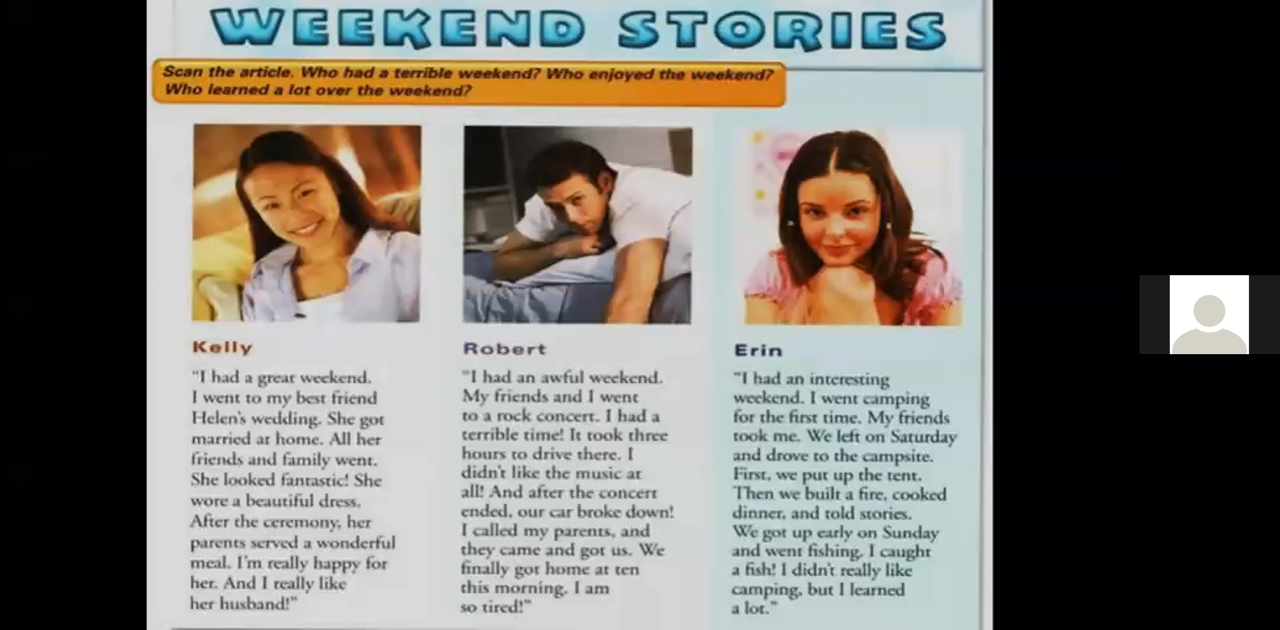 WEEKEND STORIES
Scan the article. Who had a terrible weekend? Who enjoyed the weekend?
Who learned a lot over the weekend?
Kelly
"I had a great weekend.
I went to my best friend
Helen's wedding. She got
married at home. All her
friends and family went.
She looked fantastic! She
wore a beautiful dress.
After the ceremony, her
parents served a wonderful
meal. I'm really happy for
her. And I really like
her husband!"
Robert
"I had an awful weekend.
My friends and I went
to a rock concert. I had a
terrible time! It took three
hours to drive there. I
didn't like the music at
all! And after the concert
ended, our car broke down!
I called my parents, and
they came and got us. We
finally got home at ten
this morning. I am
so tired!"
Erin
"I had an interesting
weekend. I went camping
for the first time. My friends
took me. We left on Saturday
and drove to the campsite.
First, we put up the tent.
Then we built a fire, cooked
dinner, and told stories.
We got up early on Sunday
and went fishing. I caught
a fish! I didn't really like
camping, but I learned
a lot."